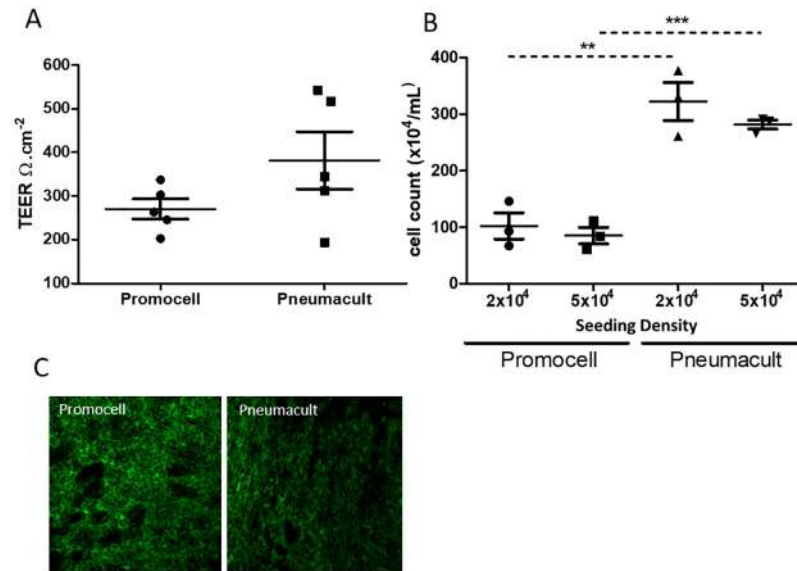 A
TEER Ω.cm⁻²
600
500
400
300
200
100
Promocell
Pneumacult
B
cell count (x10⁴/mL)
400
300
200
100
0
**
***
2x10⁴
5x10⁴
2x10⁴
5x10⁴
Seeding Density
Promocell
Pneumacult
C
Promocell
Pneumacult